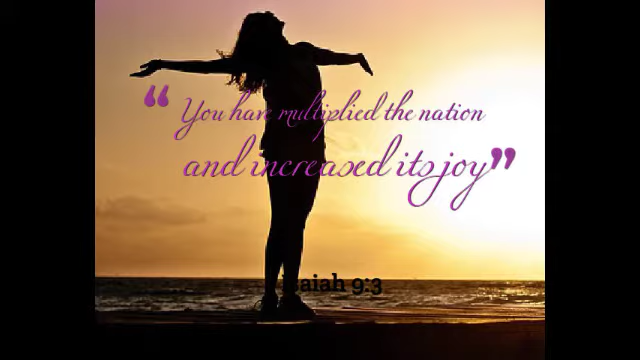 “You have multiplied the nation
and increased its joy”
Isaiah 9:3